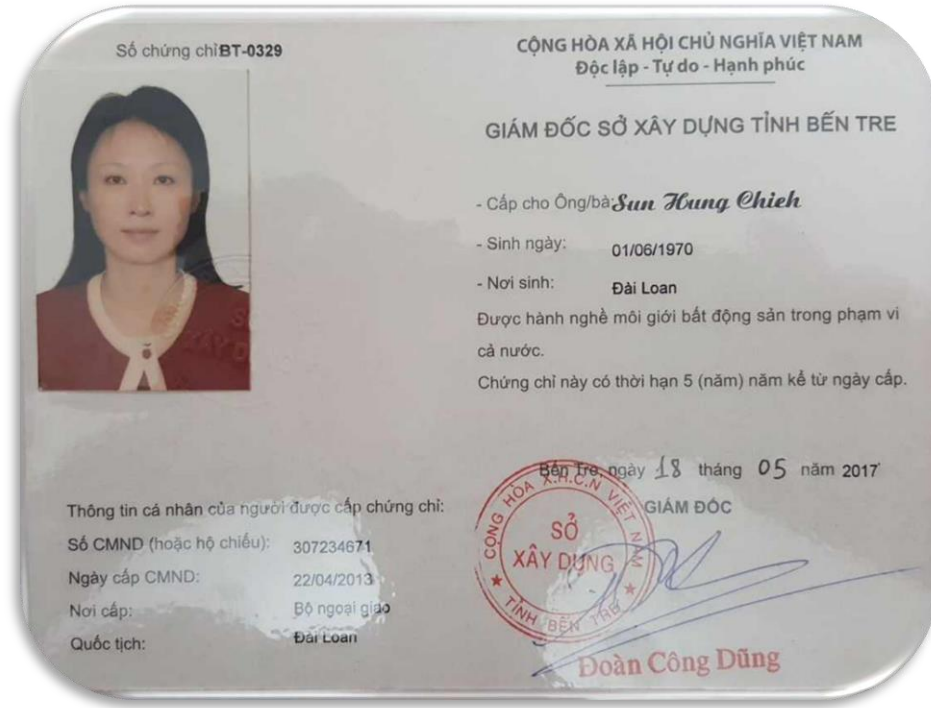 Số chứng chỉ: BT-0329
CỘNG HÒA XÃ HỘI CHỦ NGHĨA VIỆT NAM
Độc lập - Tự do - Hạnh phúc
GIÁM ĐỐC SỞ XÂY DỰNG TỈNH BẾN TRE
- Cấp cho Ông/bà: Sun Hung Chieh
- Sinh ngày: 01/06/1970
- Nơi sinh: Đài Loan
Được hành nghề môi giới bất động sản trong phạm vi
cả nước.
Chứng chỉ này có thời hạn 5 (năm) năm kể từ ngày cấp.
Bến Tre, ngày 18 tháng 05 năm 2017
GIÁM ĐỐC
CỘNG HÒA X.H.C.N VIỆT NAM
SỞ
XÂY DỰNG
TỈNH BẾN TRE
Đoàn Công Dũng
Thông tin cá nhân của người được cấp chứng chỉ:
Số CMND (hoặc hộ chiếu): 307234671
Ngày cấp CMND: 22/04/2013
Nơi cấp: Bộ ngoại giao
Quốc tịch: Đài Loan